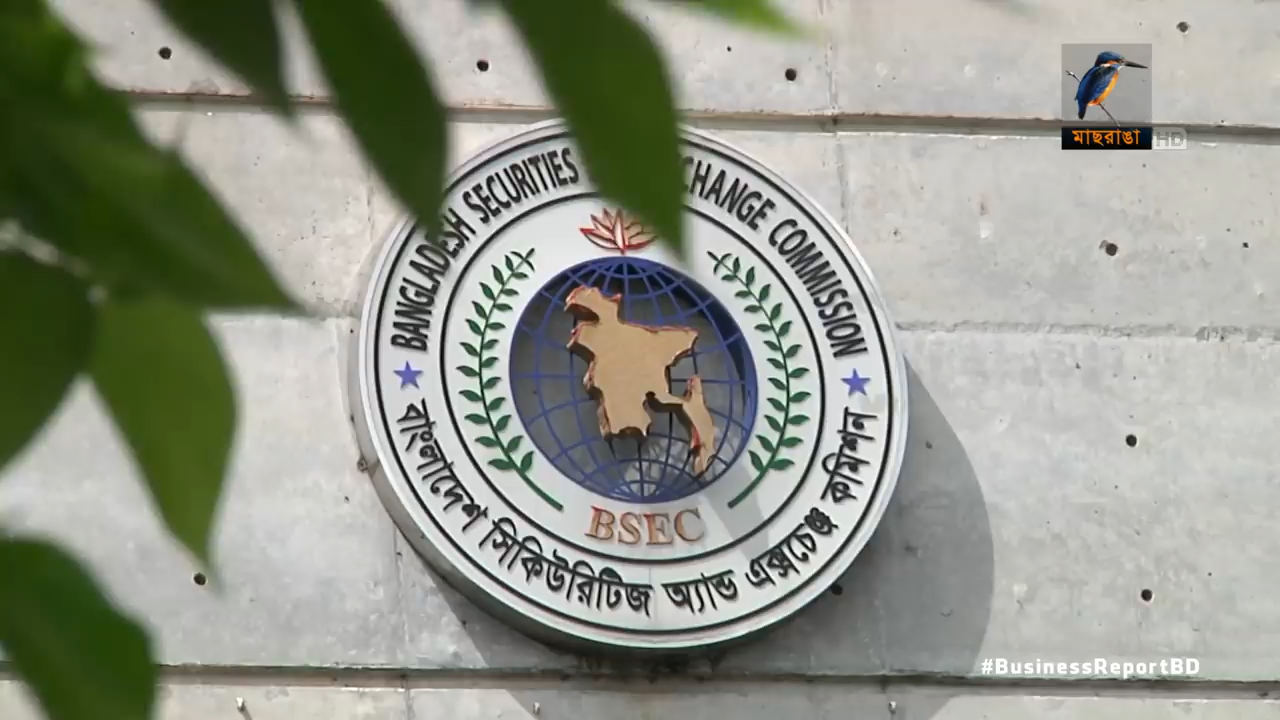 মাছরাঙা HD
BANGLADESH SECURITIES CHANGE COMMISSION
BSEC
বাংলাদেশ সিকিউরিটিজ অ্যান্ড এক্সচেঞ্জ কমিশন
#BusinessReportBD